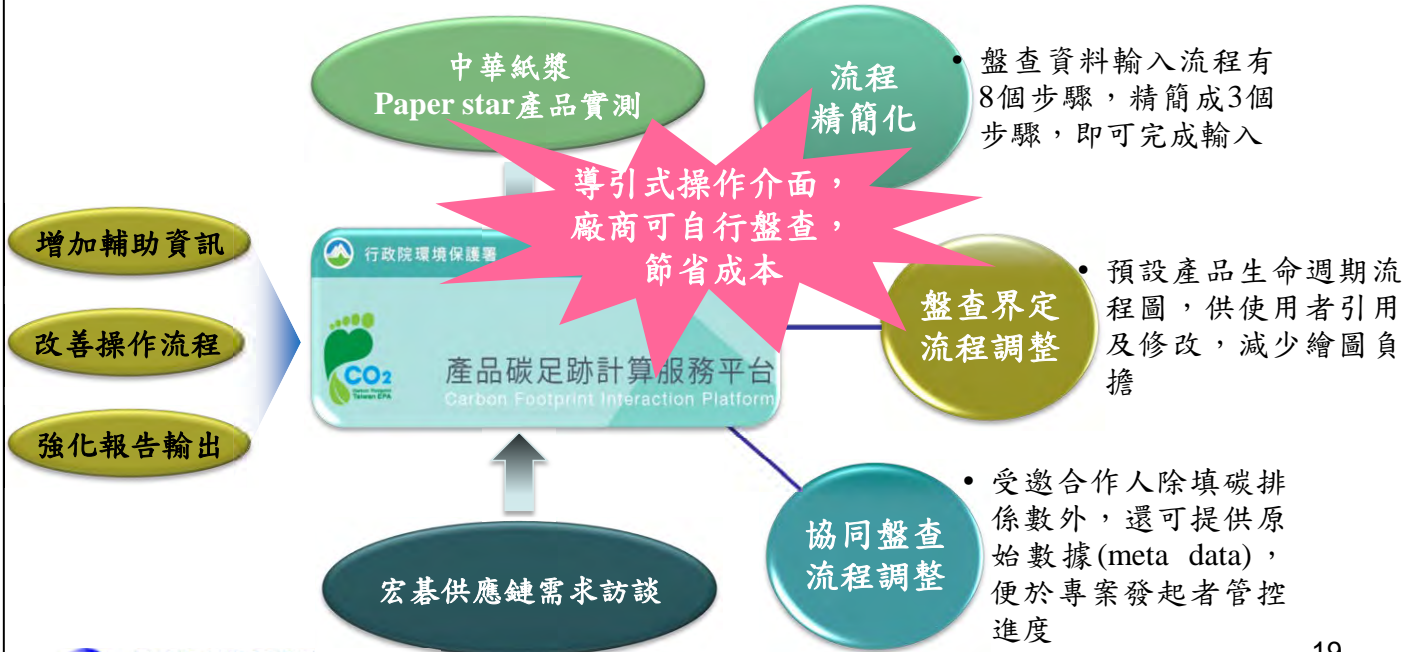 中華紙漿
Paper star產品實測
流程
精簡化
• 盤查資料輸入流程有
8個步驟，精簡成3個
步驟，即可完成輸入
導引式操作介面，
廠商可自行盤查，
節省成本
增加輔助資訊
改善操作流程
強化報告輸出
行政院環境保護署
CO2
Carbon Footprint
Taiwan EPA
產品碳足跡計算服務平台
Carbon Footprint Interaction Platform
盤查界定
流程調整
• 預設產品生命週期流
程圖，供使用者引用
及修改，減少繪圖負
擔
宏碁供應鏈需求訪談
協同盤查
流程調整
• 受邀合作人除填碳排
係數外，還可提供原
始數據(meta data)，
便於專案發起者管控
進度
19